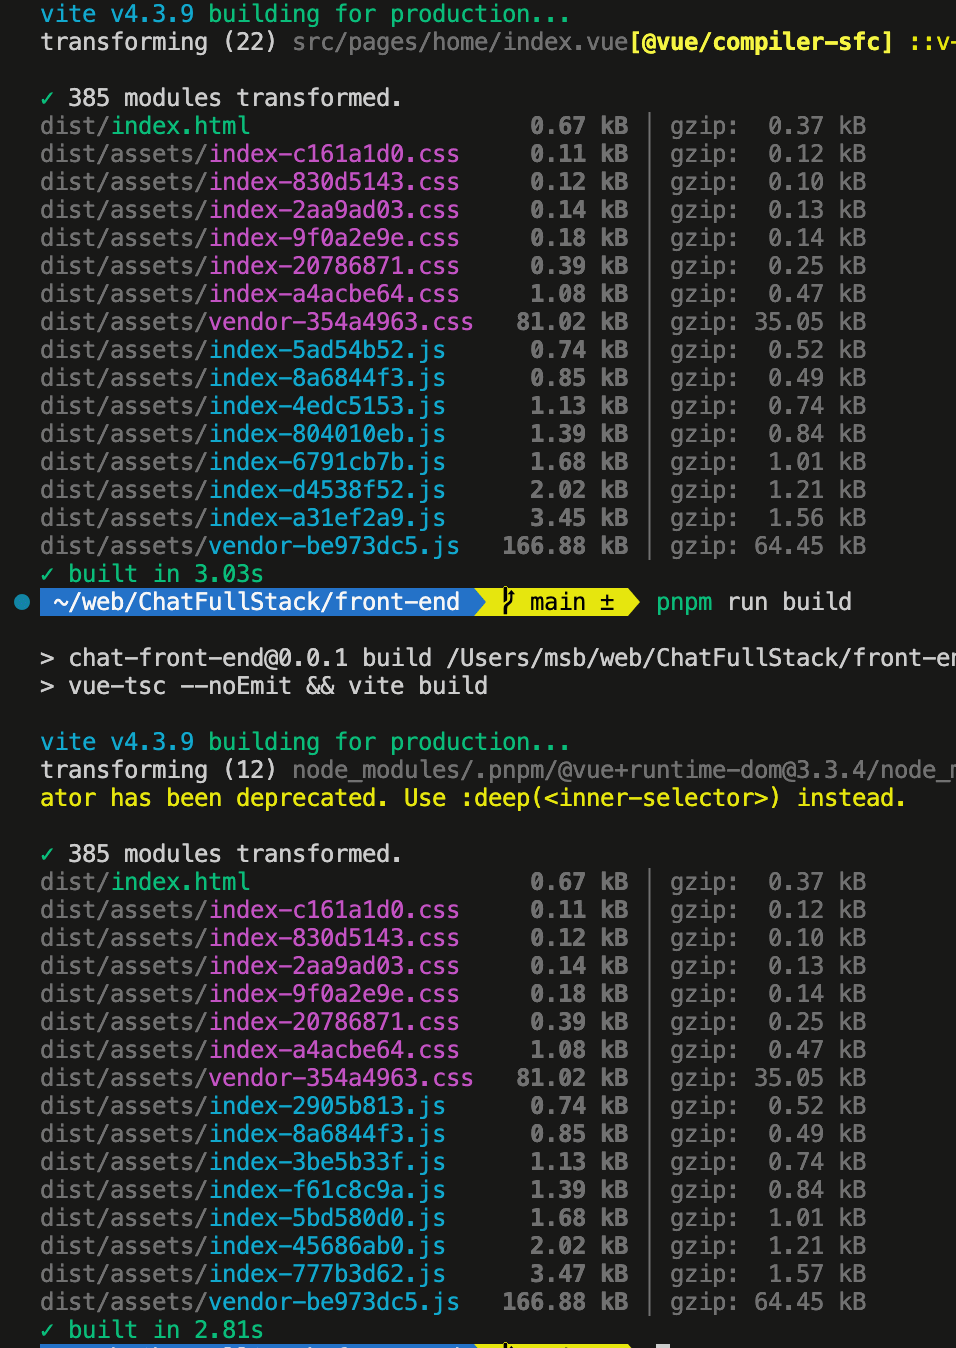 vite v4.3.9 building for production...
transforming (22) src/pages/home/index.vue[@vue/compiler-sfc] ::v-
✓ 385 modules transformed.
dist/index.html 0.67 kB │ gzip: 0.37 kB
dist/assets/index-c161a1d0.css 0.11 kB │ gzip: 0.12 kB
dist/assets/index-830d5143.css 0.12 kB │ gzip: 0.10 kB
dist/assets/index-2aa9ad03.css 0.14 kB │ gzip: 0.13 kB
dist/assets/index-9f0a2e9e.css 0.18 kB │ gzip: 0.14 kB
dist/assets/index-20786871.css 0.39 kB │ gzip: 0.25 kB
dist/assets/index-a4acbe64.css 1.08 kB │ gzip: 0.47 kB
dist/assets/vendor-354a4963.css 81.02 kB │ gzip: 35.05 kB
dist/assets/index-5ad54b52.js 0.74 kB │ gzip: 0.52 kB
dist/assets/index-8a6844f3.js 0.85 kB │ gzip: 0.49 kB
dist/assets/index-4edc5153.js 1.13 kB │ gzip: 0.74 kB
dist/assets/index-804010eb.js 1.39 kB │ gzip: 0.84 kB
dist/assets/index-6791cb7b.js 1.68 kB │ gzip: 1.01 kB
dist/assets/index-d4538f52.js 2.02 kB │ gzip: 1.21 kB
dist/assets/index-a31ef2a9.js 3.45 kB │ gzip: 1.56 kB
dist/assets/vendor-be973dc5.js 166.88 kB │ gzip: 64.45 kB
✓ built in 3.03s
~/web/ChatFullStack/front-end main ± pnpm run build
> chat-front-end@0.0.1 build /Users/msb/web/ChatFullStack/front-en
> vue-tsc --noEmit && vite build
vite v4.3.9 building for production...
transforming (12) node_modules/.pnpm/@vue+runtime-dom@3.3.4/node_m
ator has been deprecated. Use :deep(<inner-selector>) instead.
✓ 385 modules transformed.
dist/index.html 0.67 kB │ gzip: 0.37 kB
dist/assets/index-c161a1d0.css 0.11 kB │ gzip: 0.12 kB
dist/assets/index-830d5143.css 0.12 kB │ gzip: 0.10 kB
dist/assets/index-2aa9ad03.css 0.14 kB │ gzip: 0.13 kB
dist/assets/index-9f0a2e9e.css 0.18 kB │ gzip: 0.14 kB
dist/assets/index-20786871.css 0.39 kB │ gzip: 0.25 kB
dist/assets/index-a4acbe64.css 1.08 kB │ gzip: 0.47 kB
dist/assets/vendor-354a4963.css 81.02 kB │ gzip: 35.05 kB
dist/assets/index-2905b813.js 0.74 kB │ gzip: 0.52 kB
dist/assets/index-8a6844f3.js 0.85 kB │ gzip: 0.49 kB
dist/assets/index-3be5b33f.js 1.13 kB │ gzip: 0.74 kB
dist/assets/index-f61c8c9a.js 1.39 kB │ gzip: 0.84 kB
dist/assets/index-5bd580d0.js 1.68 kB │ gzip: 1.01 kB
dist/assets/index-45686ab0.js 2.02 kB │ gzip: 1.21 kB
dist/assets/index-777b3d62.js 3.47 kB │ gzip: 1.57 kB
dist/assets/vendor-be973dc5.js 166.88 kB │ gzip: 64.45 kB
✓ built in 2.81s